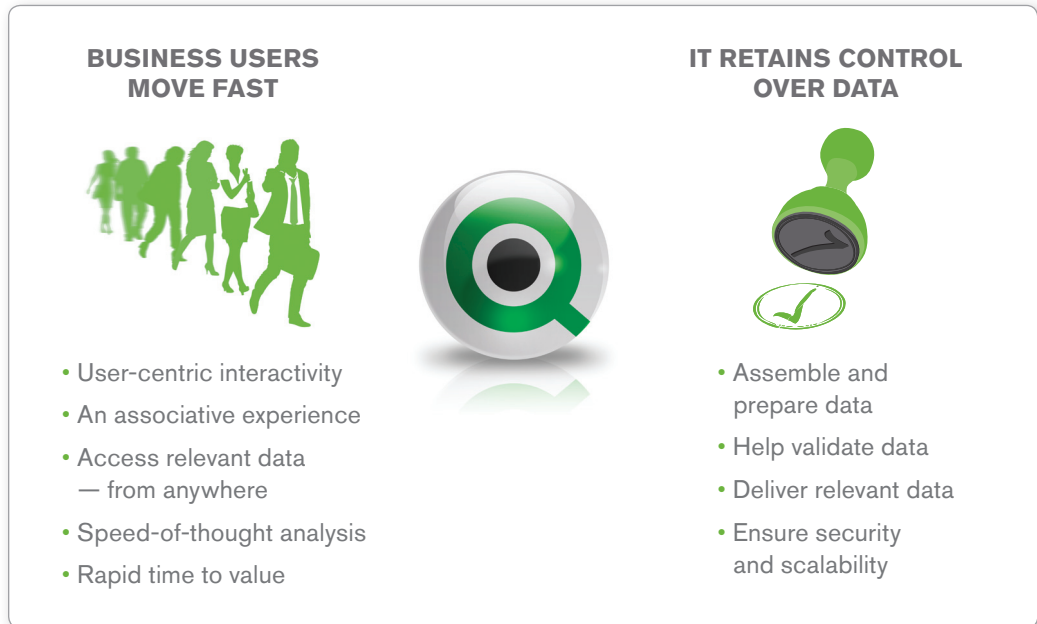 BUSINESS USERS
MOVE FAST
• User-centric interactivity
• An associative experience
• Access relevant data
— from anywhere
• Speed-of-thought analysis
• Rapid time to value
IT RETAINS CONTROL
OVER DATA
• Assemble and
prepare data
• Help validate data
• Deliver relevant data
• Ensure security
and scalability